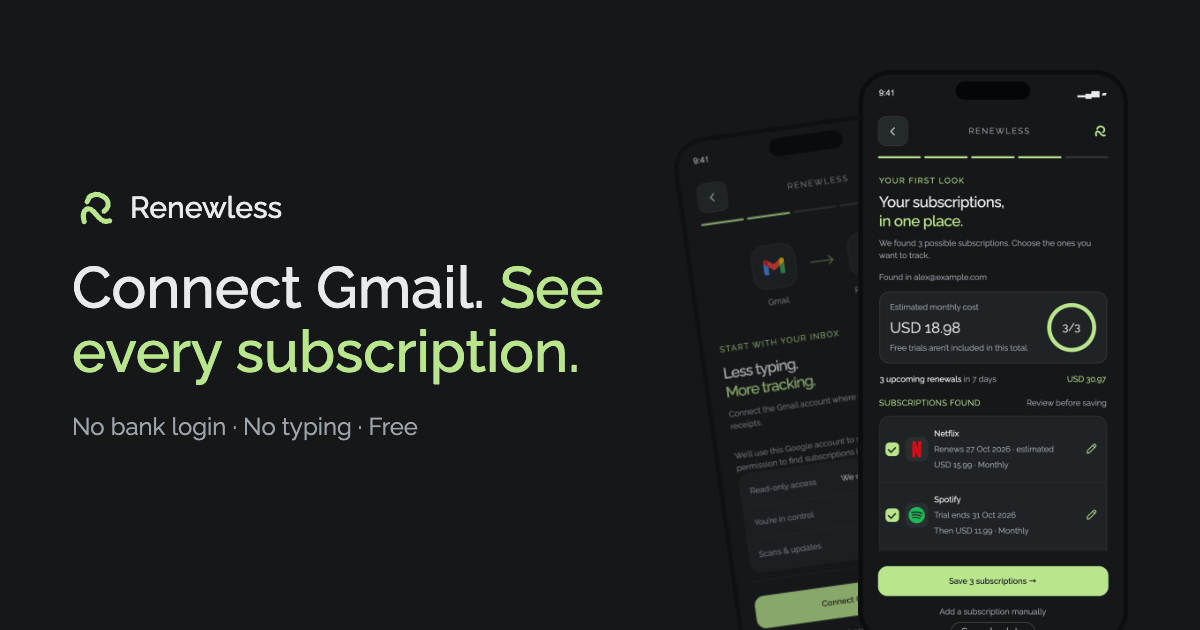 Renewless
Connect Gmail. See
every subscription.
No bank login · No typing · Free
9:41
RENEWLESS
Gmail
START WITH YOUR INBOX
Less typing.
More tracking.
Connect the Gmail account where
receipts.
We'll use this Google account to
permission to find subscriptions
Read-only access
You're in control
Scans & updates
Connect
9:41
RENEWLESS
YOUR FIRST LOOK
Your subscriptions,
in one place.
We found 3 possible subscriptions. Choose the ones you
want to track.
Found in alex@example.com
Estimated monthly cost
USD 18.98
3/3
Free trials aren't included in this total.
3 upcoming renewals in 7 days
USD 30.97
SUBSCRIPTIONS FOUND
Review before saving
Netflix
Renews 27 Oct 2026 · estimated
USD 15.99 · Monthly
Spotify
Trial ends 31 Oct 2026
Then USD 11.99 · Monthly
Save 3 subscriptions →
Add a subscription manually